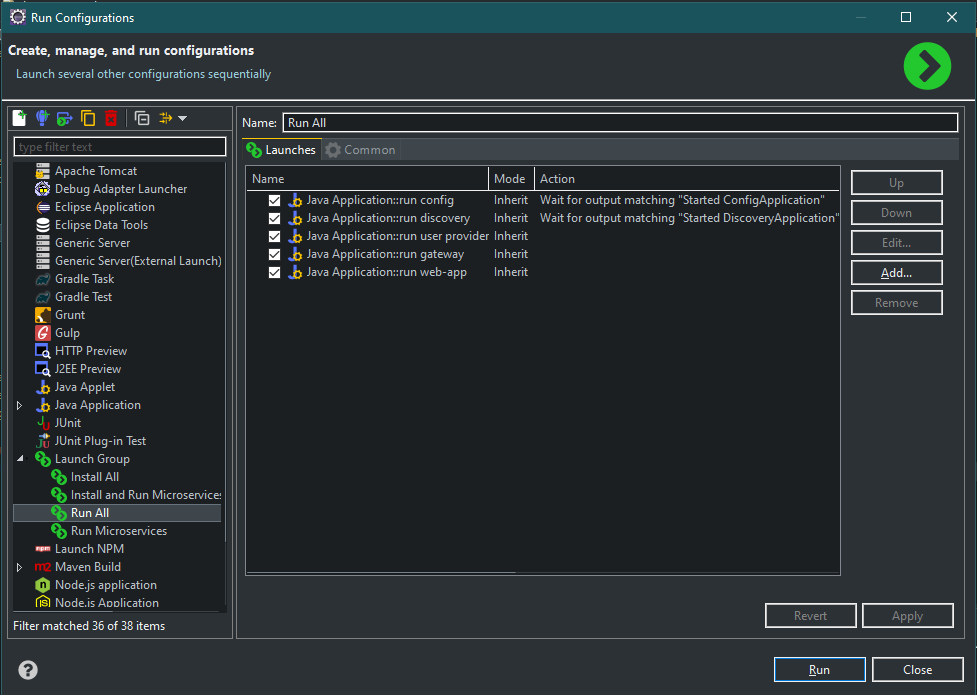 Run Configurations
Create, manage, and run configurations
Launch several other configurations sequentially
type filter text
Apache Tomcat
Debug Adapter Launcher
Eclipse Application
Eclipse Data Tools
Generic Server
Generic Server(External Launch)
Gradle Task
Gradle Test
Grunt
Gulp
HTTP Preview
J2EE Preview
Java Applet
Java Application
JUnit
JUnit Plug-in Test
Launch Group
Install All
Install and Run Microservices
Run All
Run Microservices
Launch NPM
Maven Build
Node.js application
Node.js Application
Filter matched 36 of 38 items
Name: Run All
Launches Common
Name Mode Action
Java Application::run config Inherit Wait for output matching "Started ConfigApplication"
Java Application::run discovery Inherit Wait for output matching "Started DiscoveryApplication"
Java Application::run user provider Inherit
Java Application::run gateway Inherit
Java Application::run web-app Inherit
Up
Down
Edit...
Add...
Remove
Revert Apply
Run Close